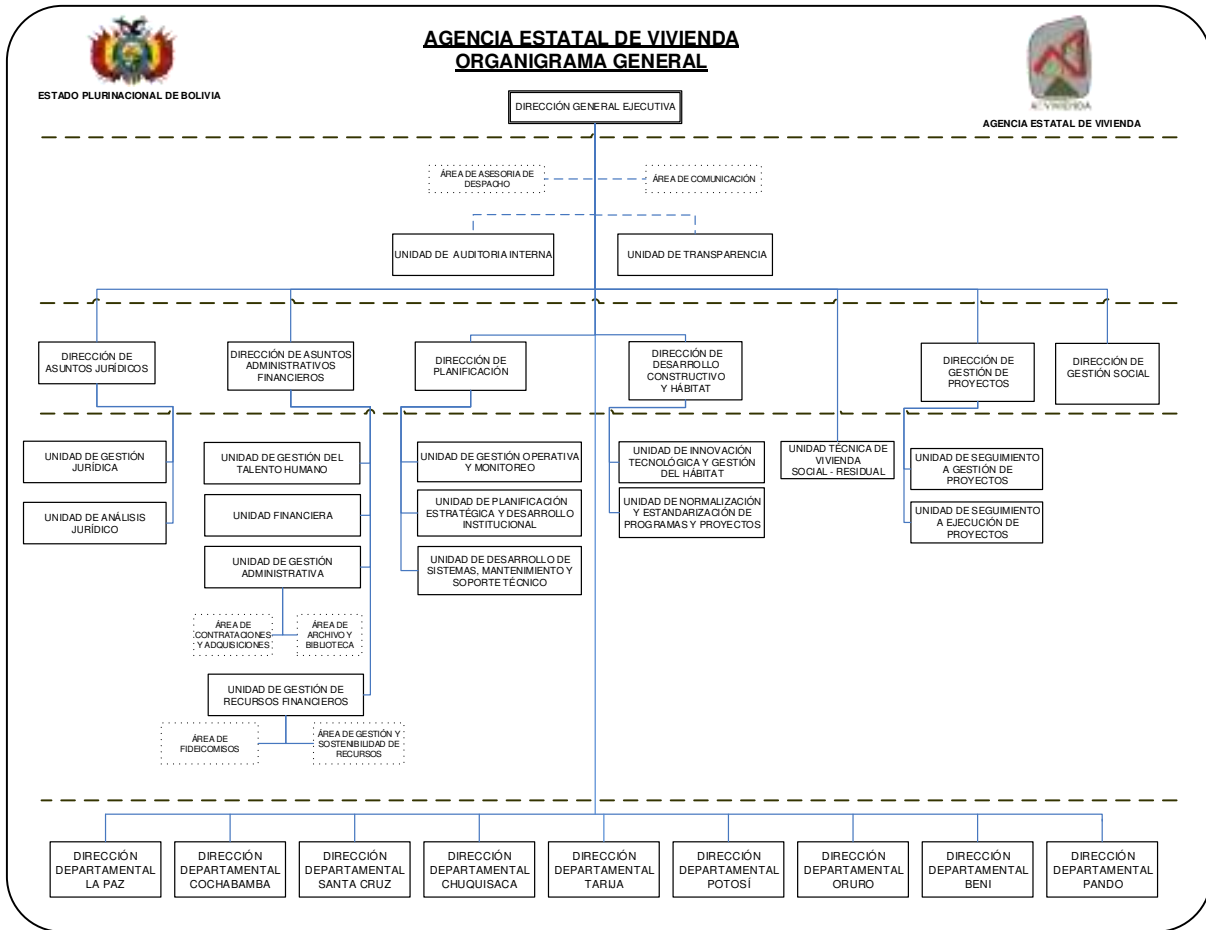 AGENCIA ESTATAL DE VIVIENDA
ORGANIGRAMA GENERAL
ESTADO PLURINACIONAL DE BOLIVIA
AEVIVIENDA
AGENCIA ESTATAL DE VIVIENDA
DIRECCIÓN GENERAL EJECUTIVA
ÁREA DE ASESORIA DE
DESPACHO
ÁREA DE COMUNICACIÓN
UNIDAD DE AUDITORIA INTERNA
UNIDAD DE TRANSPARENCIA
DIRECCIÓN DE
ASUNTOS JURÍDICOS
DIRECCIÓN DE ASUNTOS
ADMINISTRATIVOS
FINANCIEROS
DIRECCIÓN DE
PLANIFICACIÓN
DIRECCIÓN DE
DESARROLLO
CONSTRUCTIVO
Y HÁBITAT
DIRECCIÓN DE
GESTIÓN DE
PROYECTOS
DIRECCIÓN DE
GESTIÓN SOCIAL
UNIDAD DE GESTIÓN
JURÍDICA
UNIDAD DE ANÁLISIS
JURÍDICO
UNIDAD DE GESTIÓN DEL
TALENTO HUMANO
UNIDAD FINANCIERA
UNIDAD DE GESTIÓN
ADMINISTRATIVA
ÁREA DE
CONTRATACIONES
Y ADQUISICIONES
ÁREA DE
ARCHIVO Y
BIBLIOTECA
UNIDAD DE GESTIÓN DE
RECURSOS FINANCIEROS
ÁREA DE
FIDEICOMISOS
ÁREA DE GESTIÓN Y
SOSTENIBILIDAD DE
RECURSOS
UNIDAD DE GESTIÓN OPERATIVA
Y MONITOREO
UNIDAD DE PLANIFICACIÓN
ESTRATÉGICA Y DESARROLLO
INSTITUCIONAL
UNIDAD DE DESARROLLO DE
SISTEMAS, MANTENIMIENTO Y
SOPORTE TÉCNICO
UNIDAD DE INNOVACIÓN
TECNOLÓGICA Y GESTIÓN
DEL HÁBITAT
UNIDAD DE NORMALIZACIÓN
Y ESTANDARIZACIÓN DE
PROGRAMAS Y PROYECTOS
UNIDAD TÉCNICA DE
VIVIENDA
SOCIAL - RESIDUAL
UNIDAD DE SEGUIMIENTO
A GESTIÓN DE
PROYECTOS
UNIDAD DE SEGUIMIENTO
A EJECUCIÓN DE
PROYECTOS
DIRECCIÓN
DEPARTAMENTAL
LA PAZ
DIRECCIÓN
DEPARTAMENTAL
COCHABAMBA
DIRECCIÓN
DEPARTAMENTAL
SANTA CRUZ
DIRECCIÓN
DEPARTAMENTAL
CHUQUISACA
DIRECCIÓN
DEPARTAMENTAL
TARIJA
DIRECCIÓN
DEPARTAMENTAL
POTOSÍ
DIRECCIÓN
DEPARTAMENTAL
ORURO
DIRECCIÓN
DEPARTAMENTAL
BENI
DIRECCIÓN
DEPARTAMENTAL
PANDO